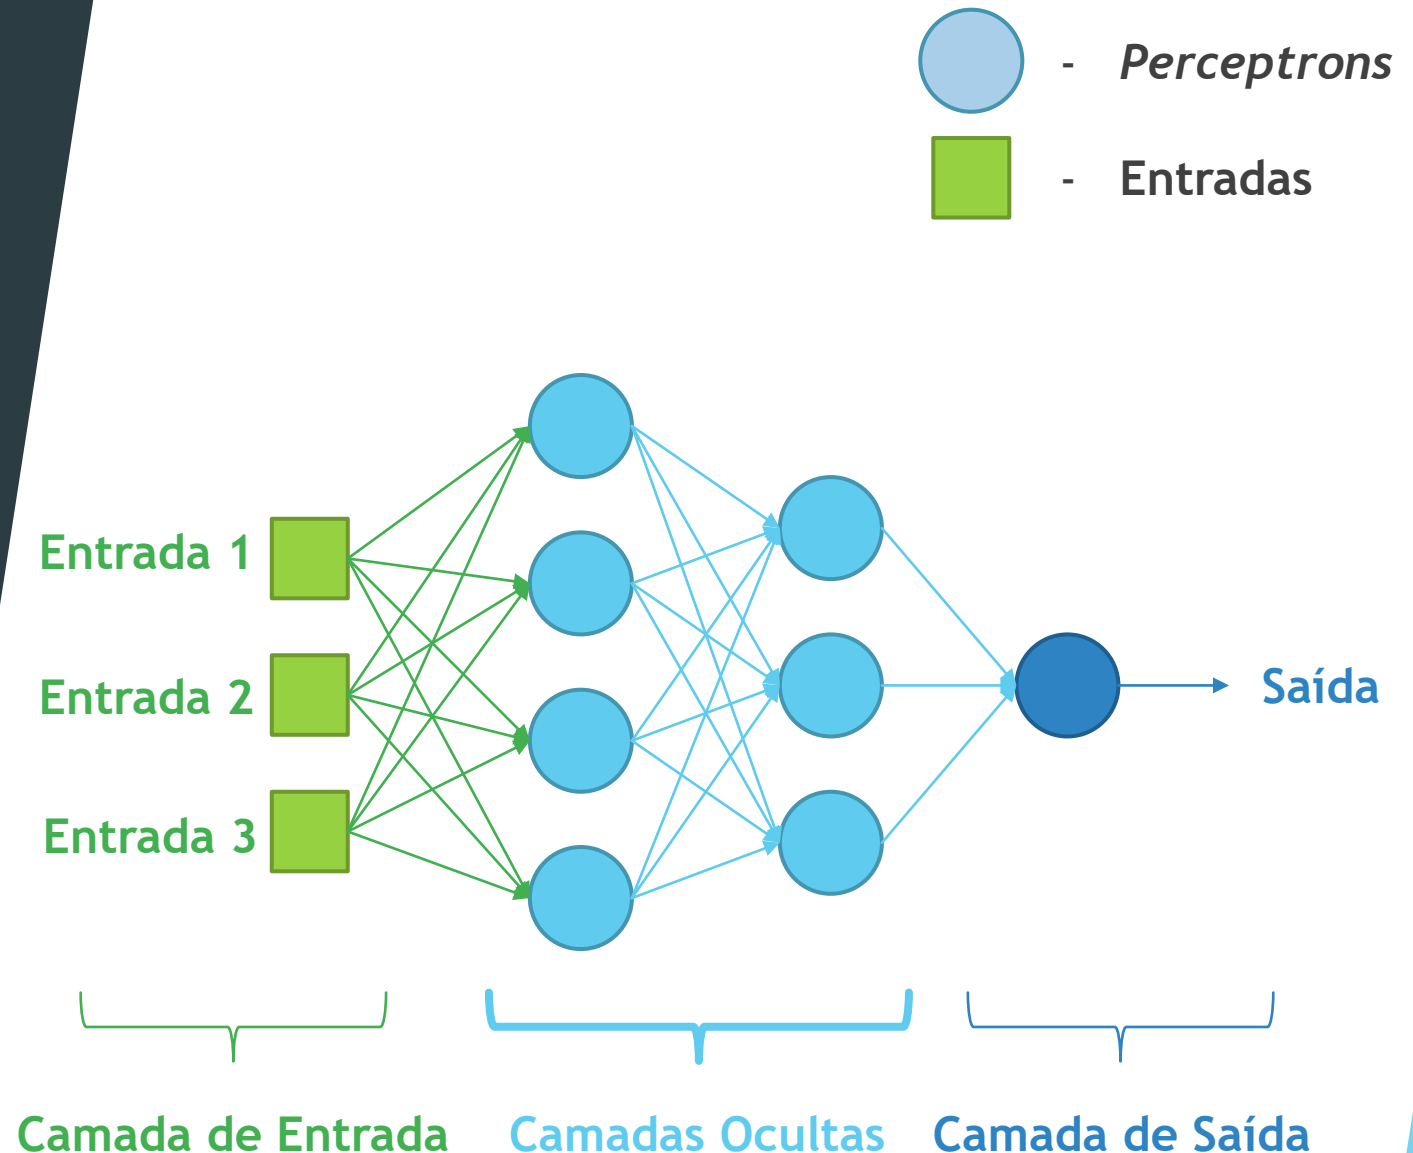 - Perceptrons
- Entradas
Entrada 1
Entrada 2
Entrada 3
Saída
Camada de Entrada
Camadas Ocultas
Camada de Saída